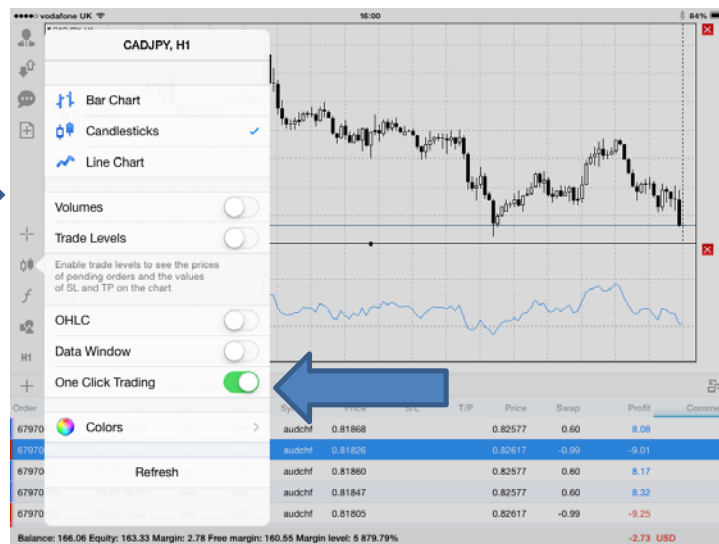 vodafone UK 16:00 84%
CADJPY, H1
Bar Chart
Candlesticks
Line Chart
Volumes
Trade Levels
Enable trade levels to see the prices
of pending orders and the values
of SL and TP on the chart
OHLC
Data Window
H1
One Click Trading
Order Price S/L T/P Price Swap Profit Comme
67970 Colors audchf 0.81868 0.82577 0.60 8.08
67970 audchf 0.81826 0.82617 -0.99 -9.01
67970 Refresh audchf 0.81860 0.82577 0.60 8.17
67970 audchf 0.81847 0.82577 0.60 8.32
67970 audchf 0.81805 0.82617 -0.99 -9.25
Balance: 166.06 Equity: 163.33 Margin: 2.78 Free margin: 160.55 Margin level: 5 879.79% -2.73 USD